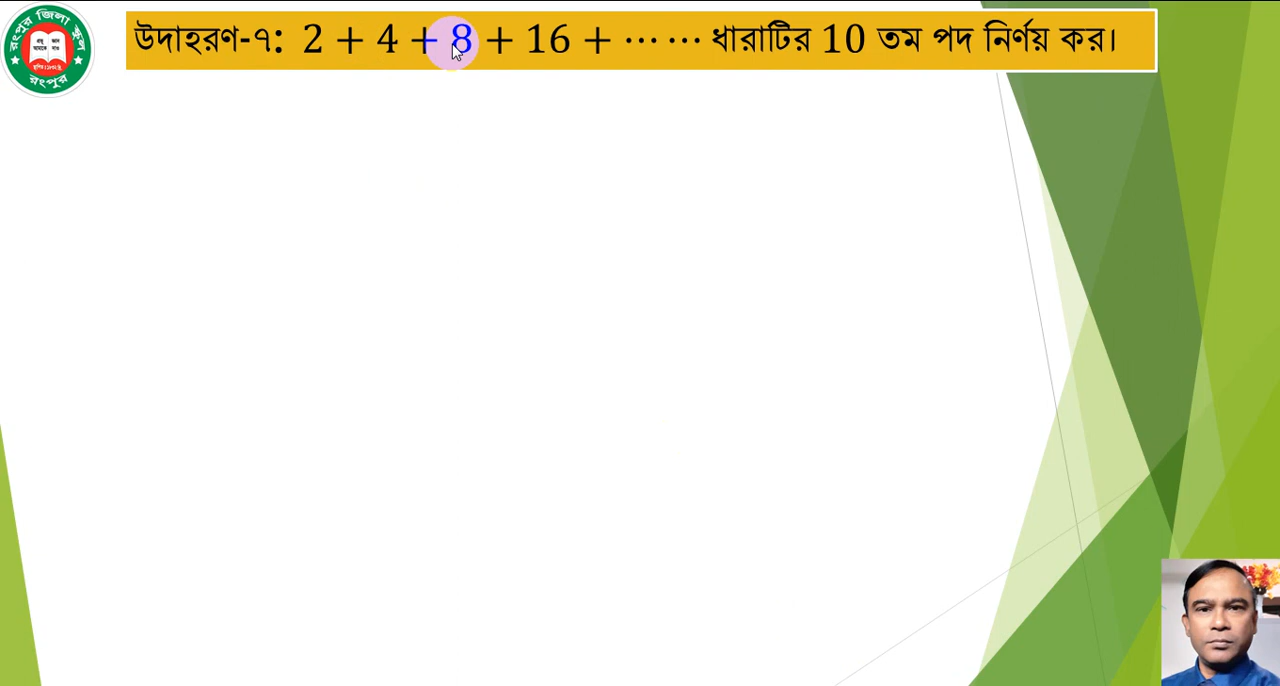 রংপুর জিলা স্কুল
রংপুর
উদাহরণ-৭: 2 + 4 + 8 + 16 + ⋯ ⋯ ধারাটির 10 তম পদ নির্ণয় কর।